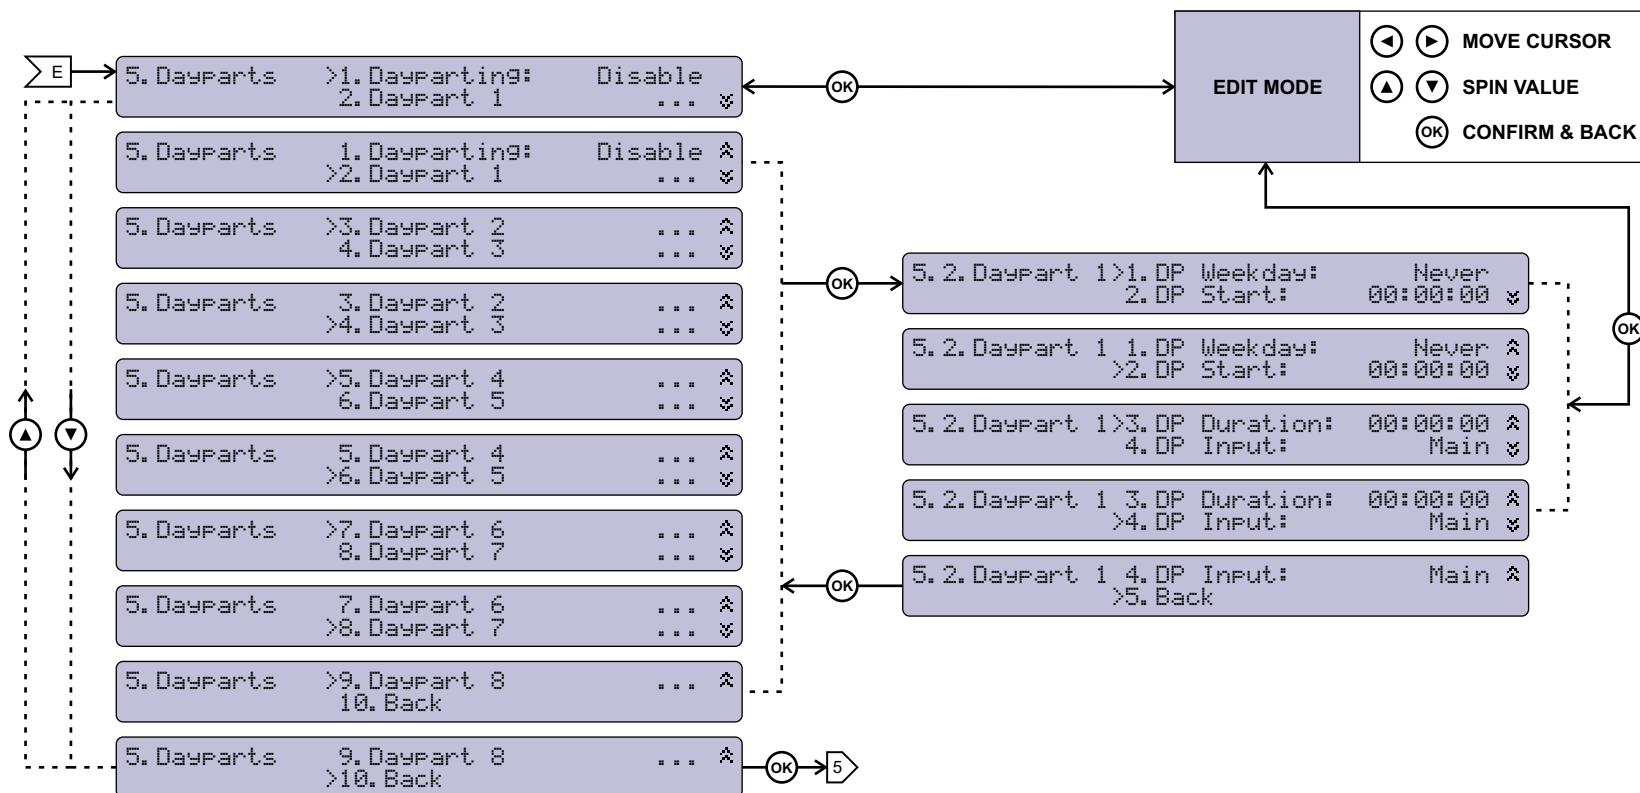 E
5.Dayparts >1.Dayparting: Disable
2.Daypart 1 ...
OK
EDIT MODE
MOVE CURSOR
SPIN VALUE
OK CONFIRM & BACK
5.Dayparts 1.Dayparting: Disable
>2.Daypart 1 ...
5.Dayparts >3.Daypart 2 ...
4.Daypart 3 ...
5.Dayparts 3.Daypart 2 ...
>4.Daypart 3 ...
5.Dayparts >5.Daypart 4 ...
6.Daypart 5 ...
5.Dayparts 5.Daypart 4 ...
>6.Daypart 5 ...
5.Dayparts >7.Daypart 6 ...
8.Daypart 7 ...
5.Dayparts 7.Daypart 6 ...
>8.Daypart 7 ...
5.Dayparts >9.Daypart 8 ...
10.Back
5.Dayparts 9.Daypart 8 ...
>10.Back
OK 5
OK
5.2.Daypart 1>1.DP Weekday: Never
2.DP Start: 00:00:00
5.2.Daypart 1 1.DP Weekday: Never
>2.DP Start: 00:00:00
5.2.Daypart 1>3.DP Duration: 00:00:00
4.DP Input: Main
5.2.Daypart 1 3.DP Duration: 00:00:00
>4.DP Input: Main
5.2.Daypart 1 4.DP Input: Main
>5.Back
OK
OK